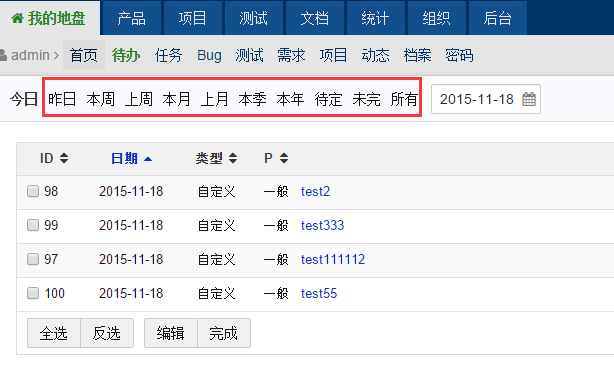 我的地盘 产品 项目 测试 文档 统计 组织 后台
admin 首页 待办 任务 Bug 测试 需求 项目 动态 档案 密码
今日 昨日 本周 上周 本月 上月 本季 本年 待定 未完 所有 2015-11-18
ID 日期 类型 P
98 2015-11-18 自定义 一般 test2
99 2015-11-18 自定义 一般 test333
97 2015-11-18 自定义 一般 test111112
100 2015-11-18 自定义 一般 test55
全选 反选 编辑 完成